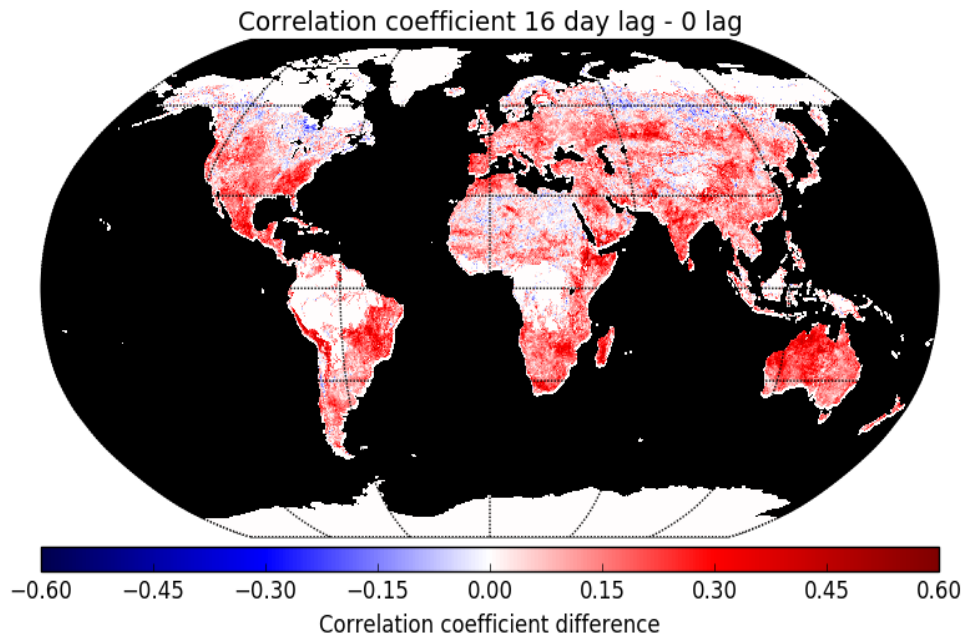 Correlation coefficient 16 day lag - 0 lag
−0.60 −0.45 −0.30 −0.15 0.00 0.15 0.30 0.45 0.60
Correlation coefficient difference